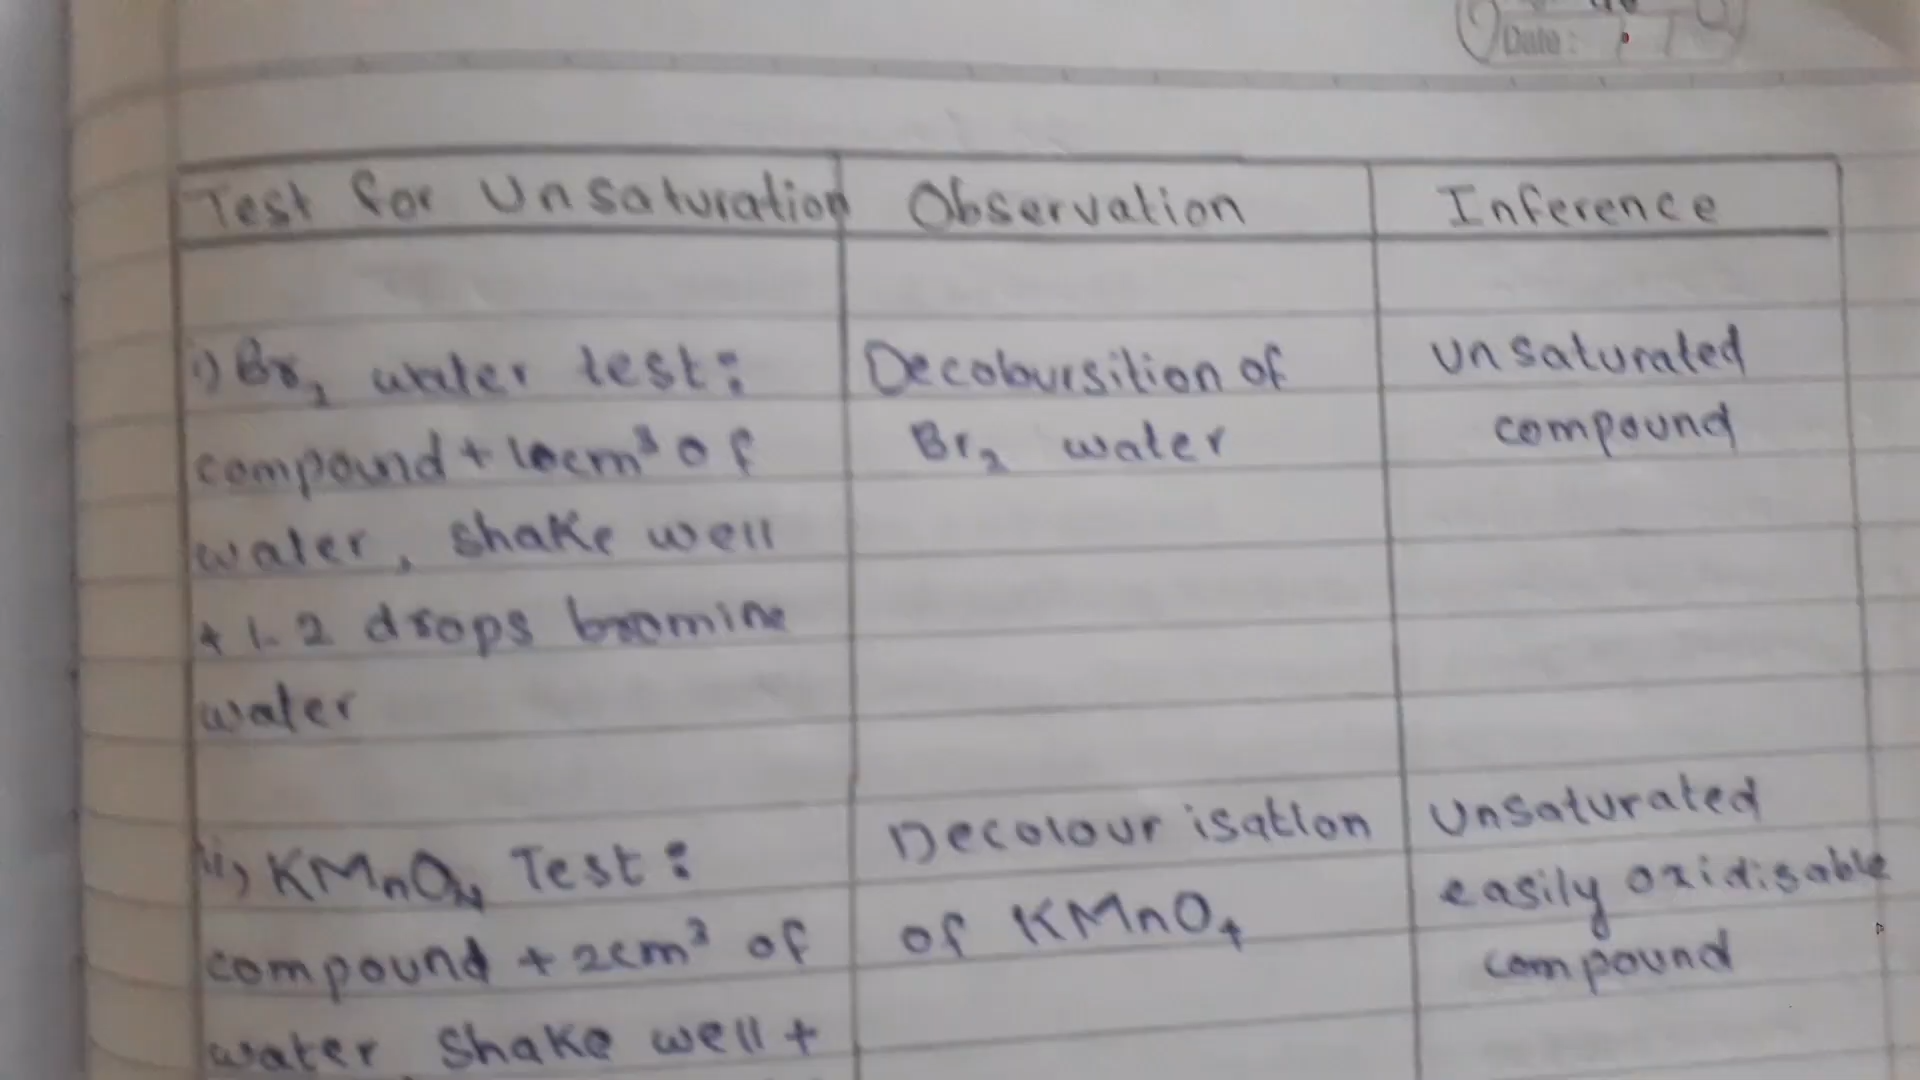 Date :
Test for Unsaturation Observation Inference
i) Br2 water test: Decoloursition of unsaturated
compound + 10cm³ of Br2 water compound
water, shake well
+ 1-2 drops bromine
water
ii) KMnO4 Test: Decolourisation unsaturated
compound + 2cm³ of of KMnO4 easily oxidisable
water shake well + compound